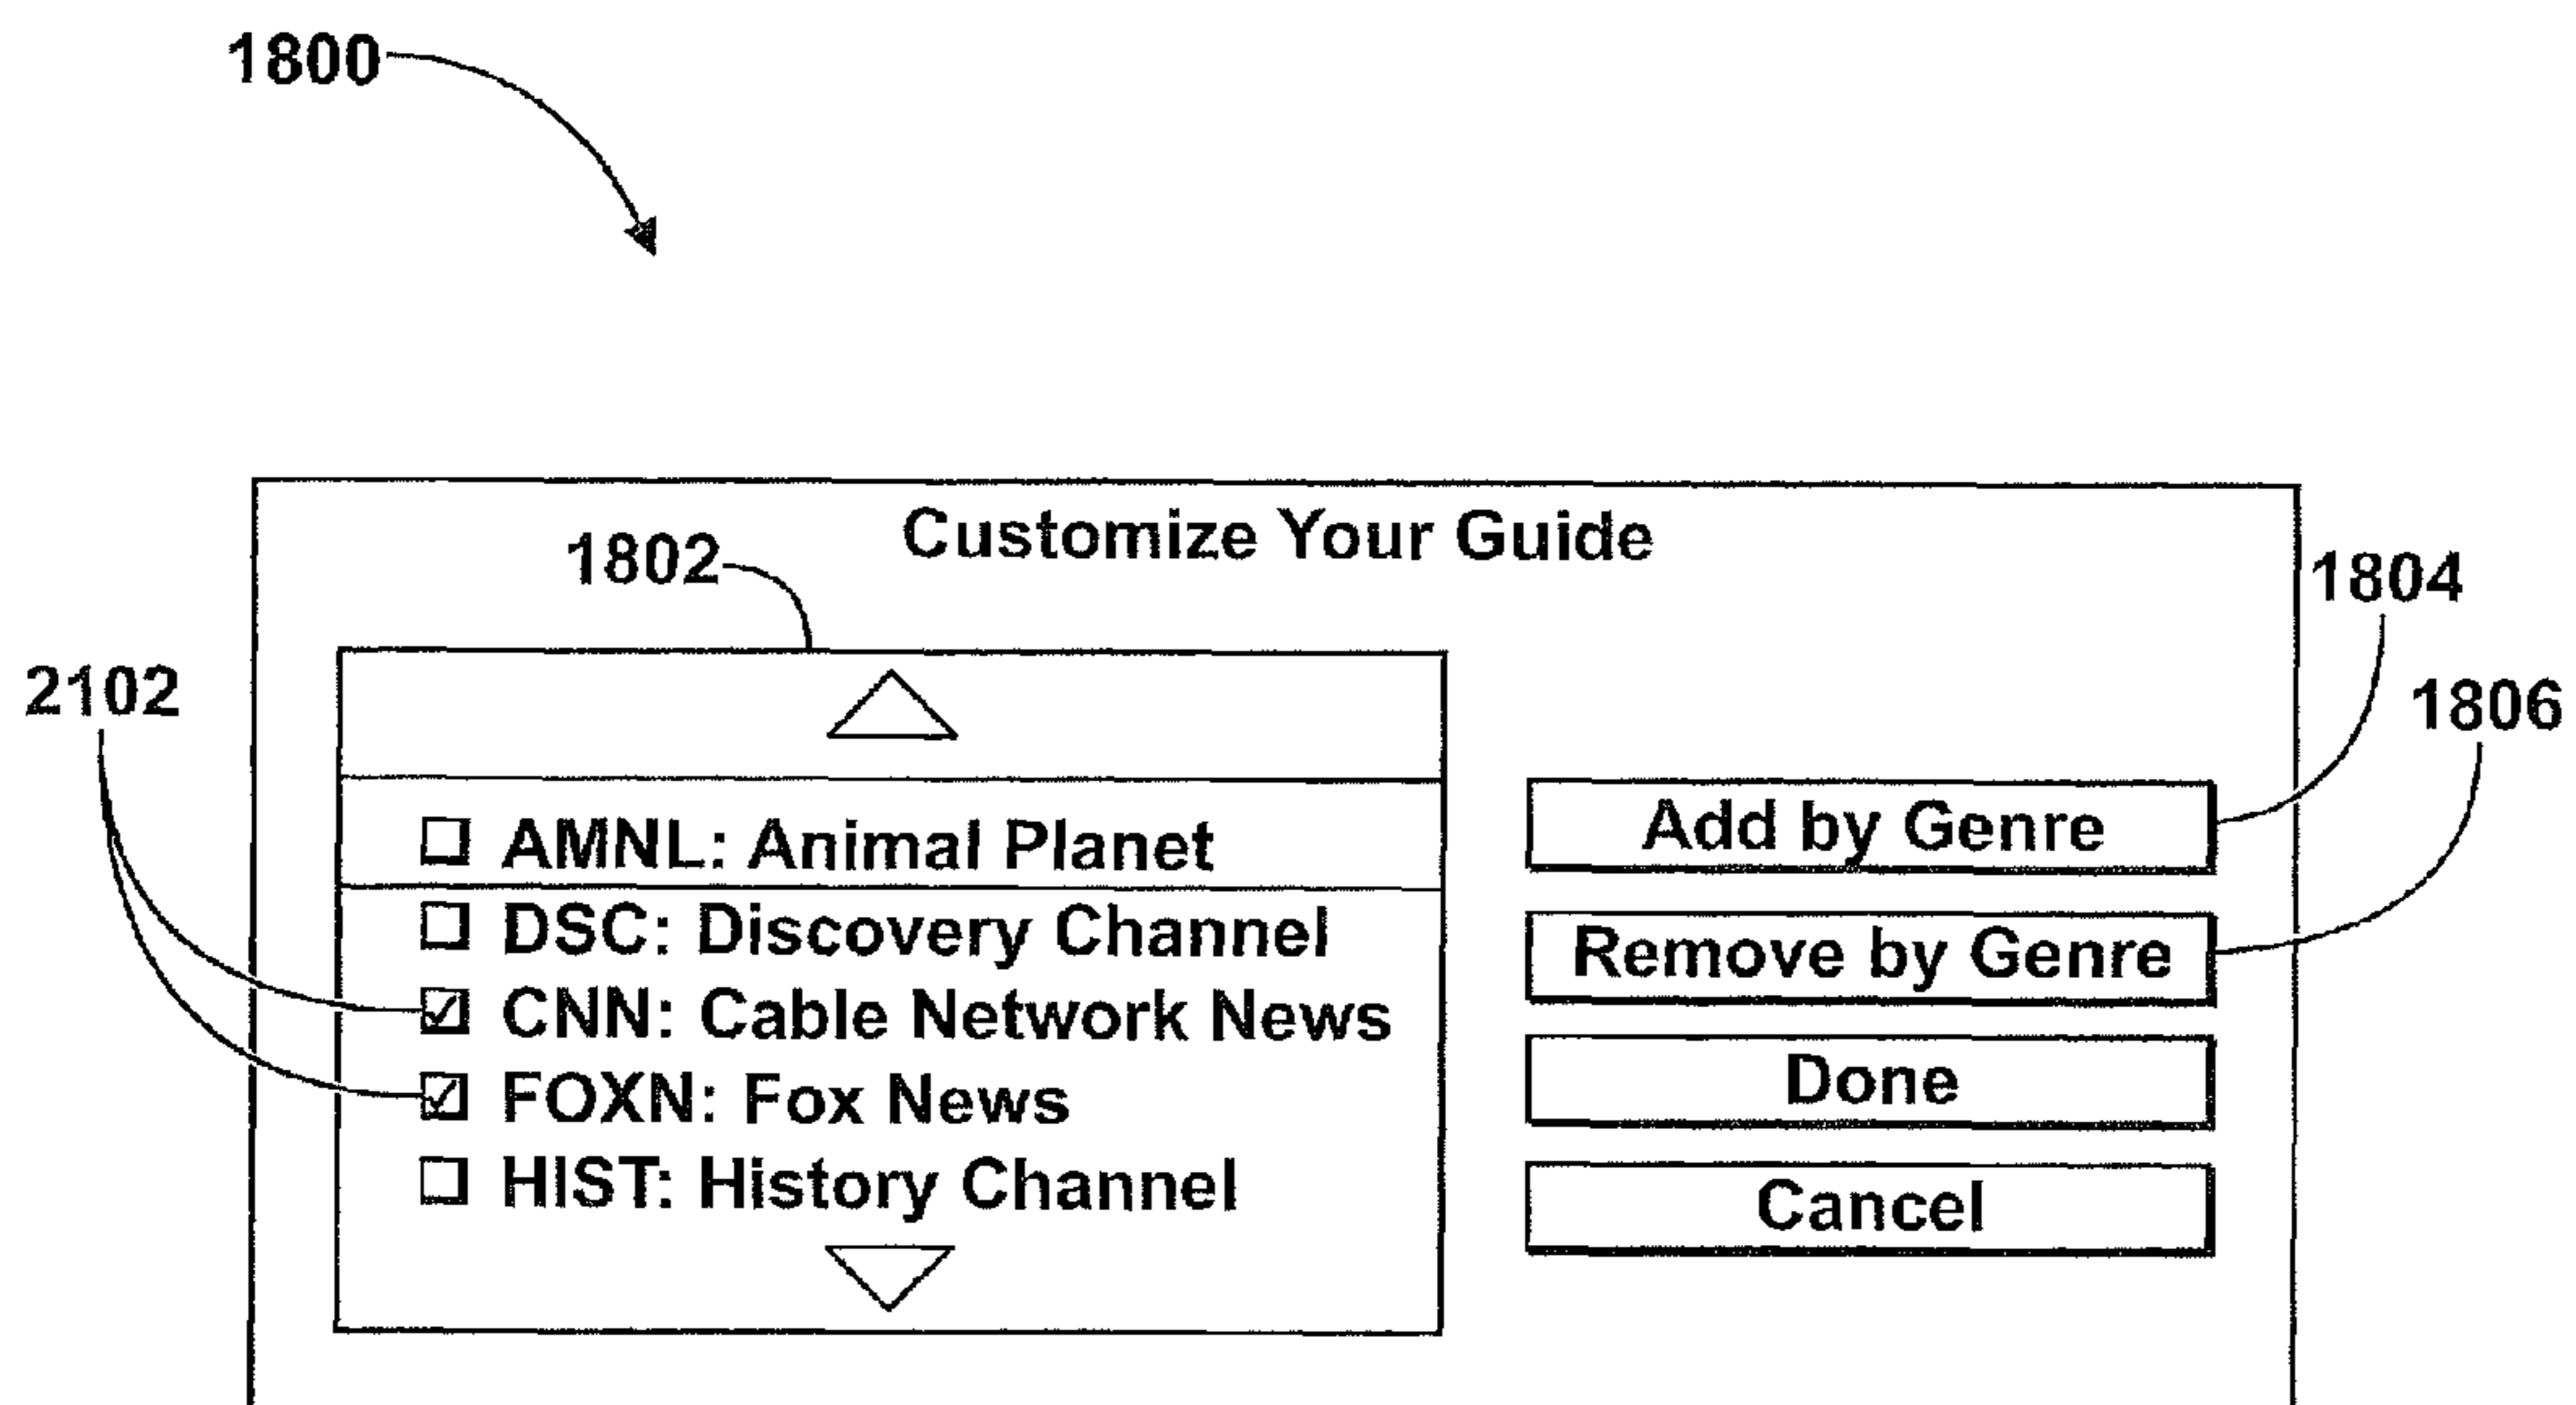 1800
Customize Your Guide
1802
1804
2102
1806
AMNL: Animal Planet
DSC: Discovery Channel
CNN: Cable Network News
FOXN: Fox News
HIST: History Channel
Add by Genre
Remove by Genre
Done
Cancel